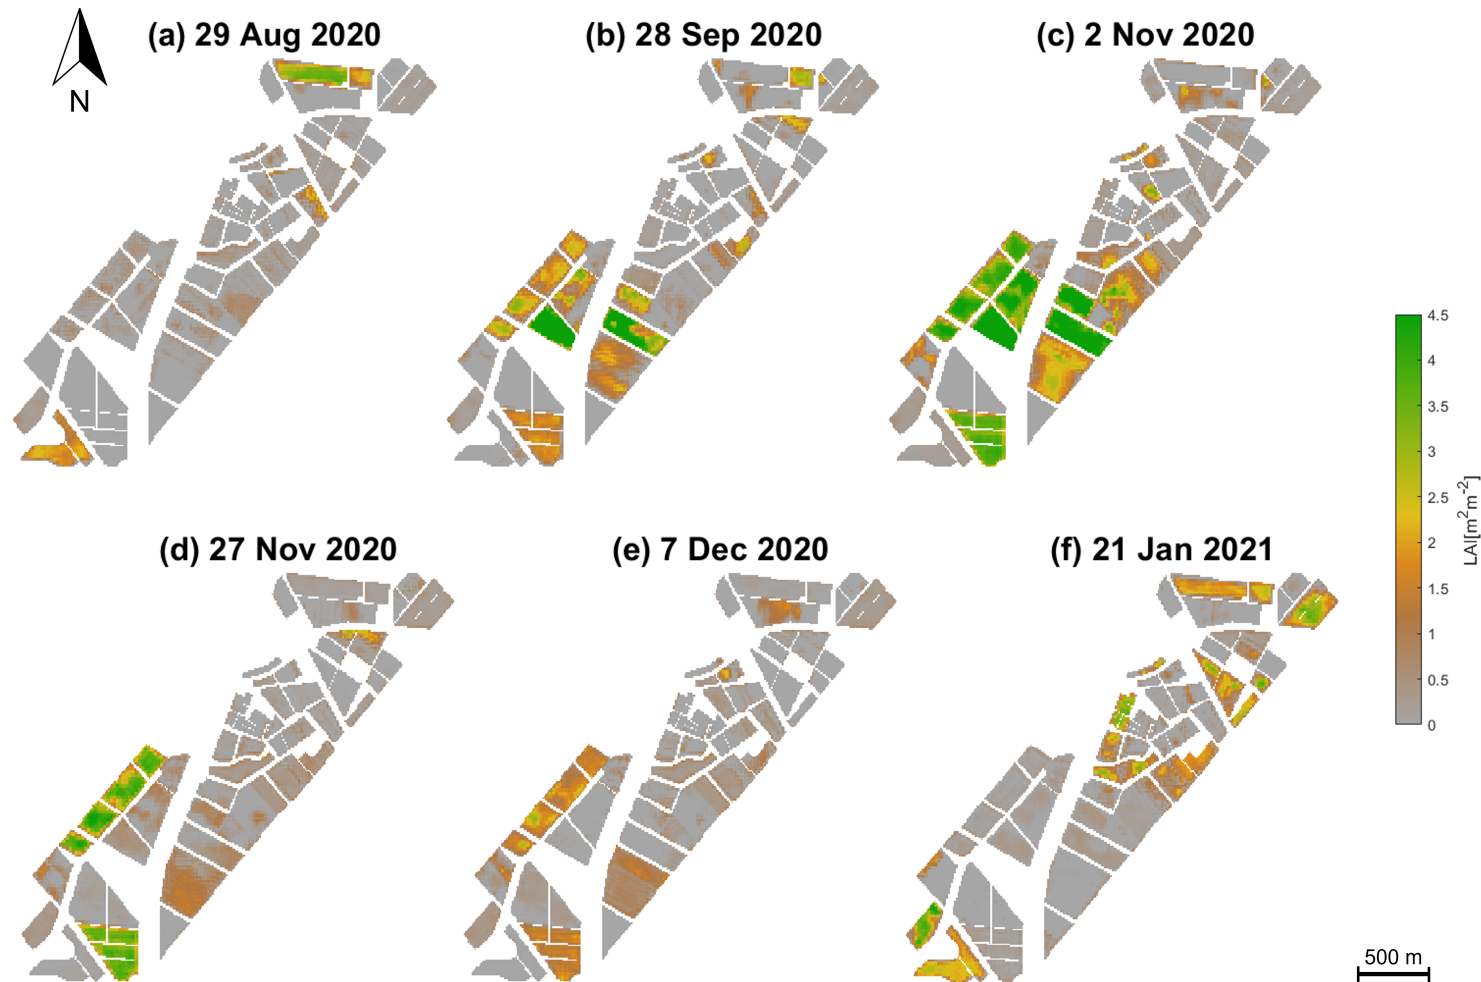 (a) 29 Aug 2020
(b) 28 Sep 2020
(c) 2 Nov 2020
N
4.5
4
3.5
3
2.5
2
1.5
1
0.5
0
LAI[m²m⁻²]
(d) 27 Nov 2020
(e) 7 Dec 2020
(f) 21 Jan 2021
500 m